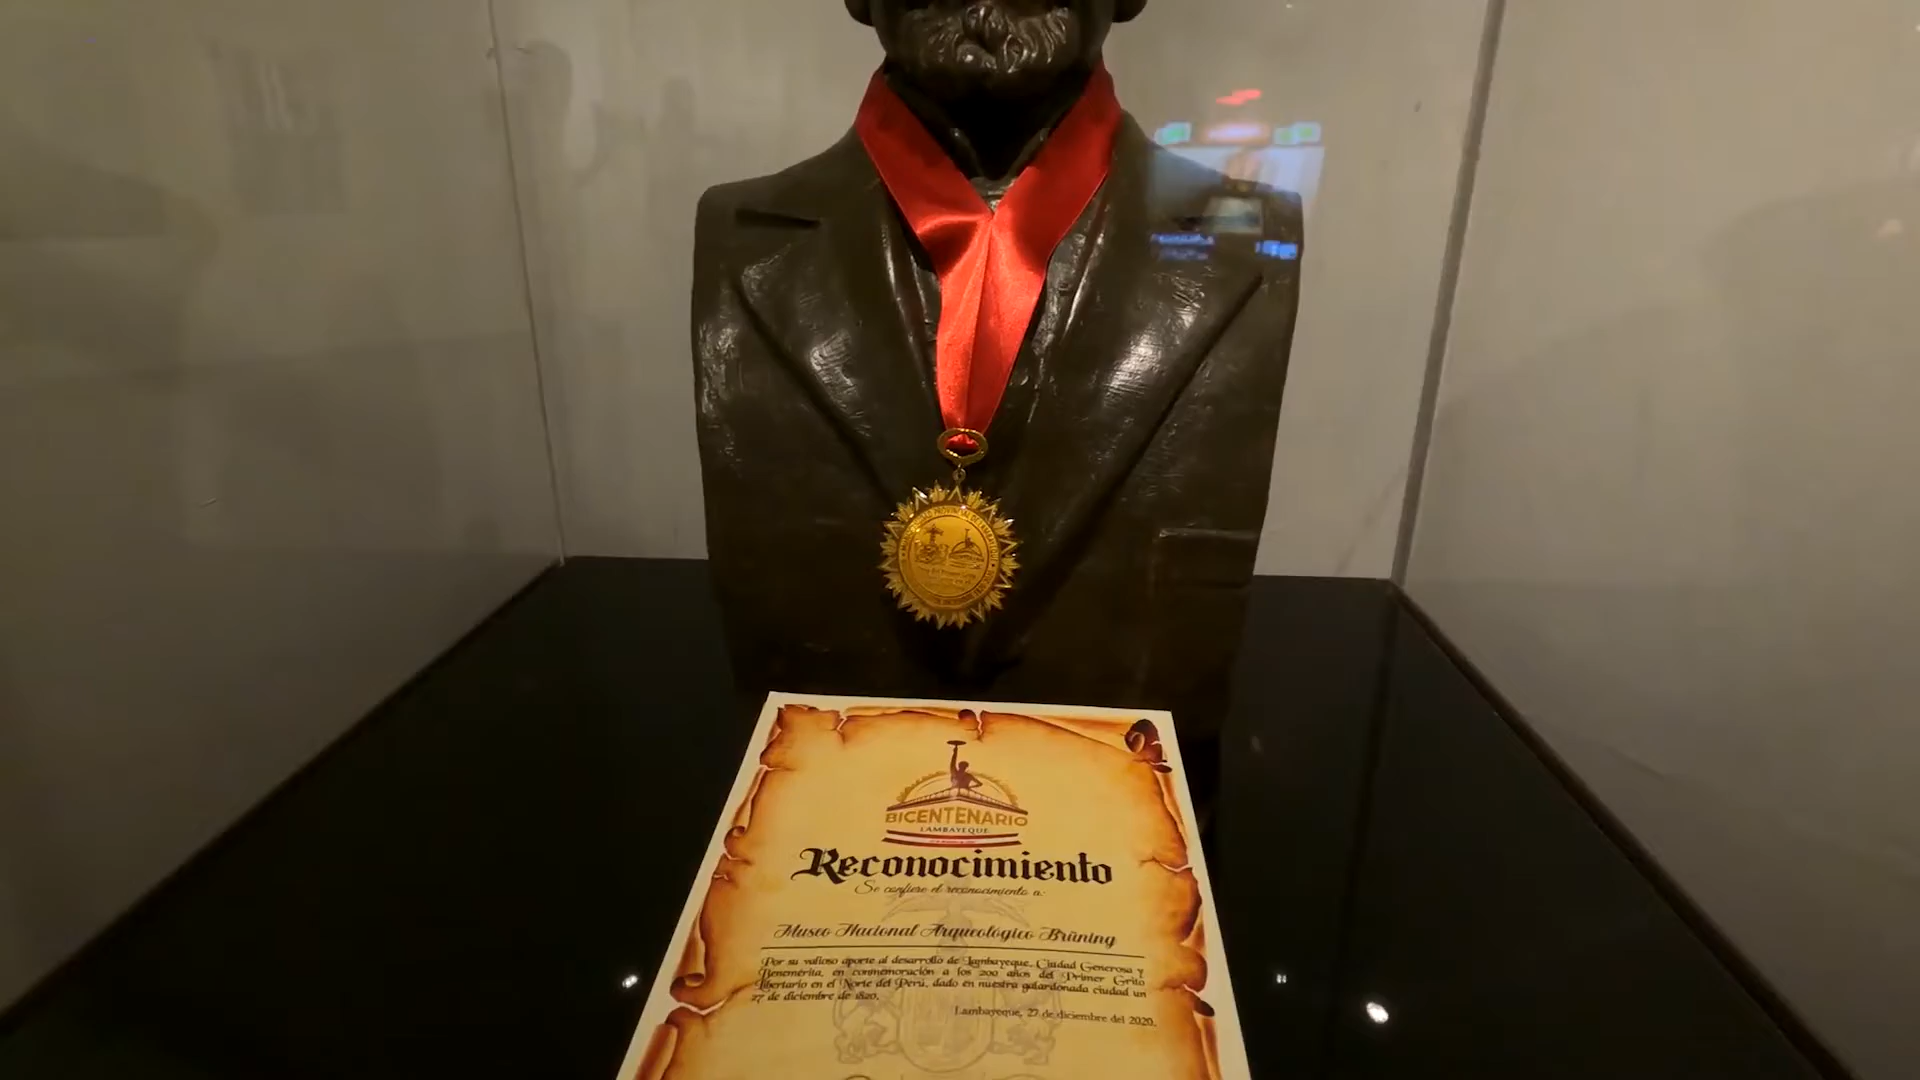 BICENTENARIO
LAMBAYEQUE
Reconocimiento
Se confiere el reconocimiento a:
Museo Nacional Arqueológico Brüning
Por su valioso aporte al desarrollo de Lambayeque, Ciudad Generosa y
Benemérita, en conmemoración a los 200 años del Primer Grito
Libertario en el Norte del Perú, dado en nuestra galardonada ciudad un
27 de diciembre de 1820.
Lambayeque, 27 de diciembre del 2020.